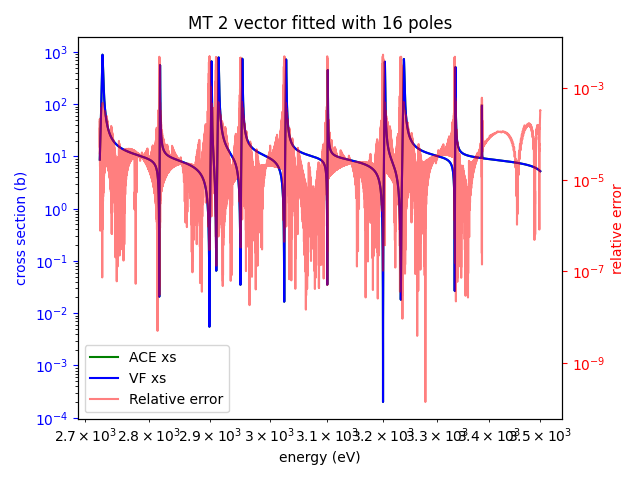 MT 2 vector fitted with 16 poles
10³
10²
10¹
10⁰
10⁻¹
10⁻²
10⁻³
10⁻⁴
cross section (b)
10⁻³
10⁻⁵
10⁻⁷
10⁻⁹
relative error
ACE xs
VF xs
Relative error
2.7×10³ 2.8×10³ 2.9×10³ 3×10³ 3.1×10³ 3.2×10³ 3.3×10³ 3.4×10³ 3.5×10³
energy (eV)